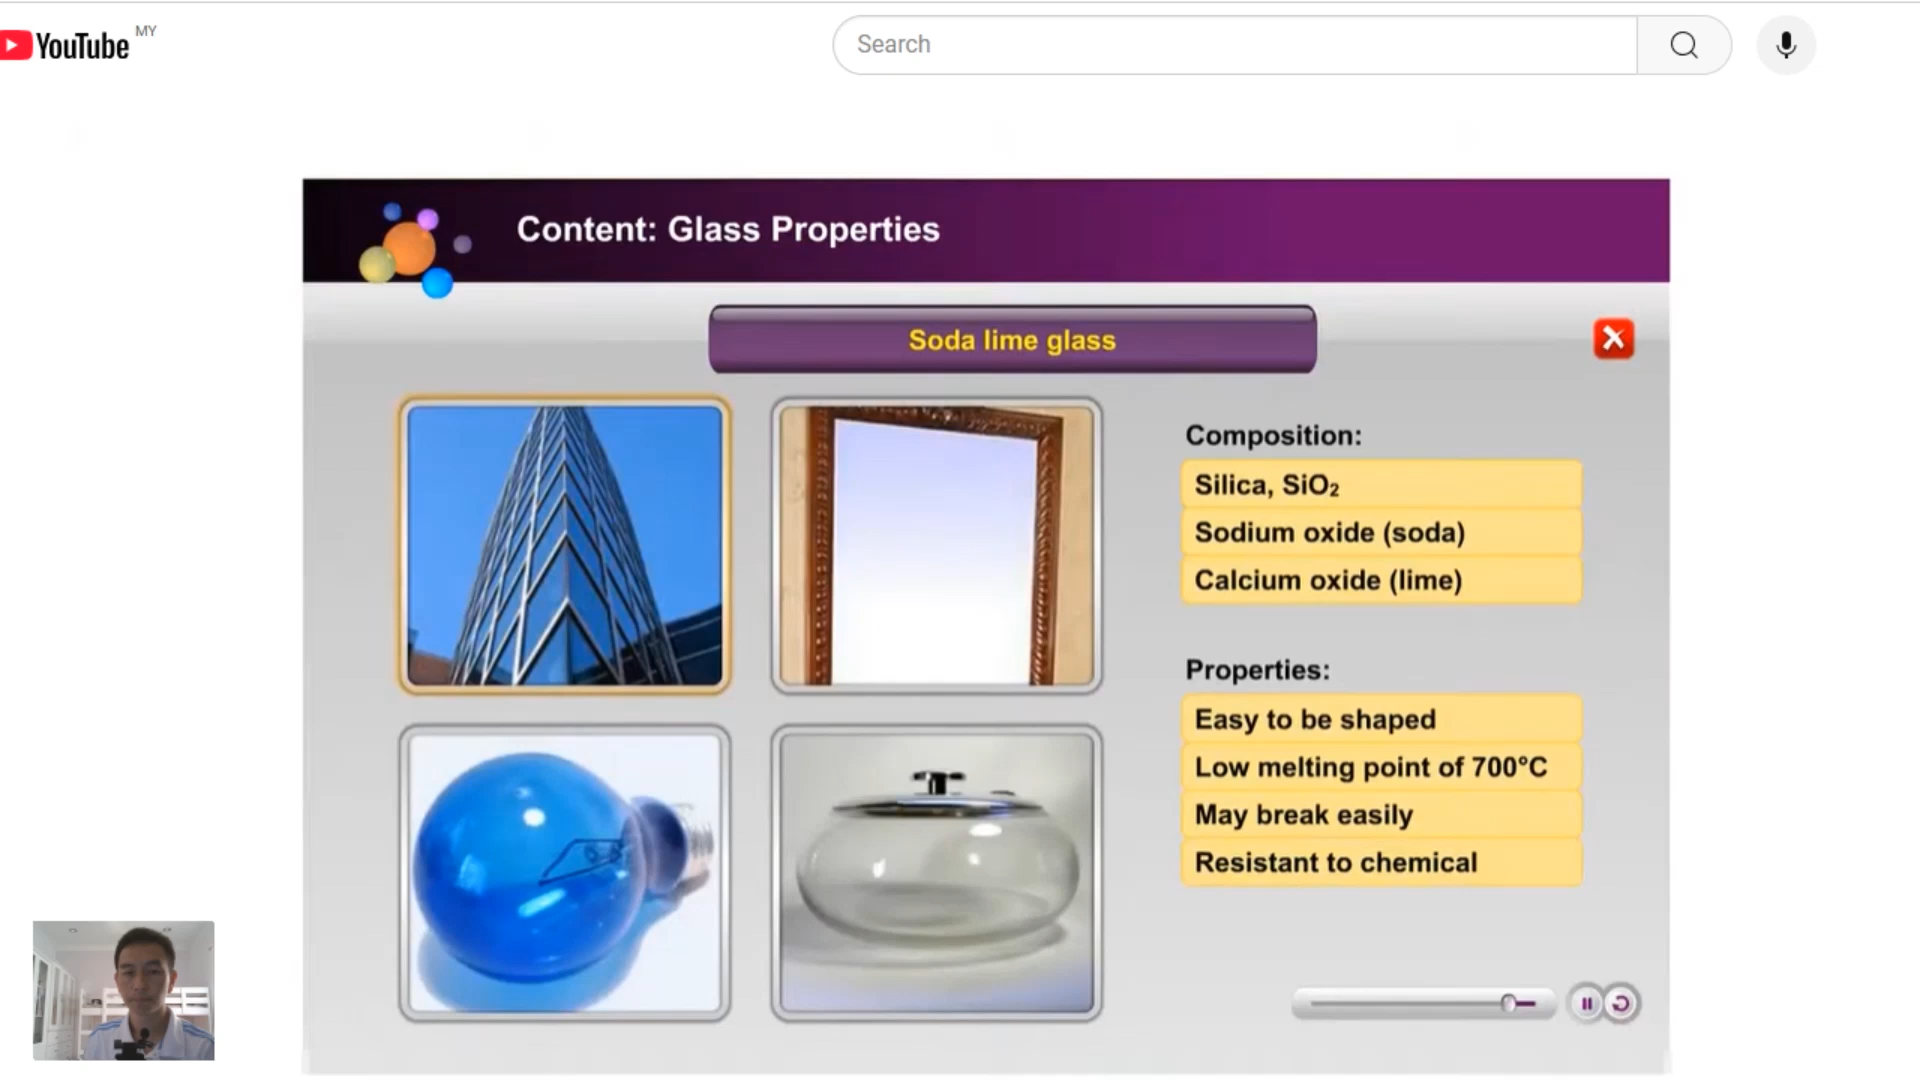 YouTube MY
Search
Content: Glass Properties
Soda lime glass
Composition:
Silica, SiO₂
Sodium oxide (soda)
Calcium oxide (lime)
Properties:
Easy to be shaped
Low melting point of 700°C
May break easily
Resistant to chemical